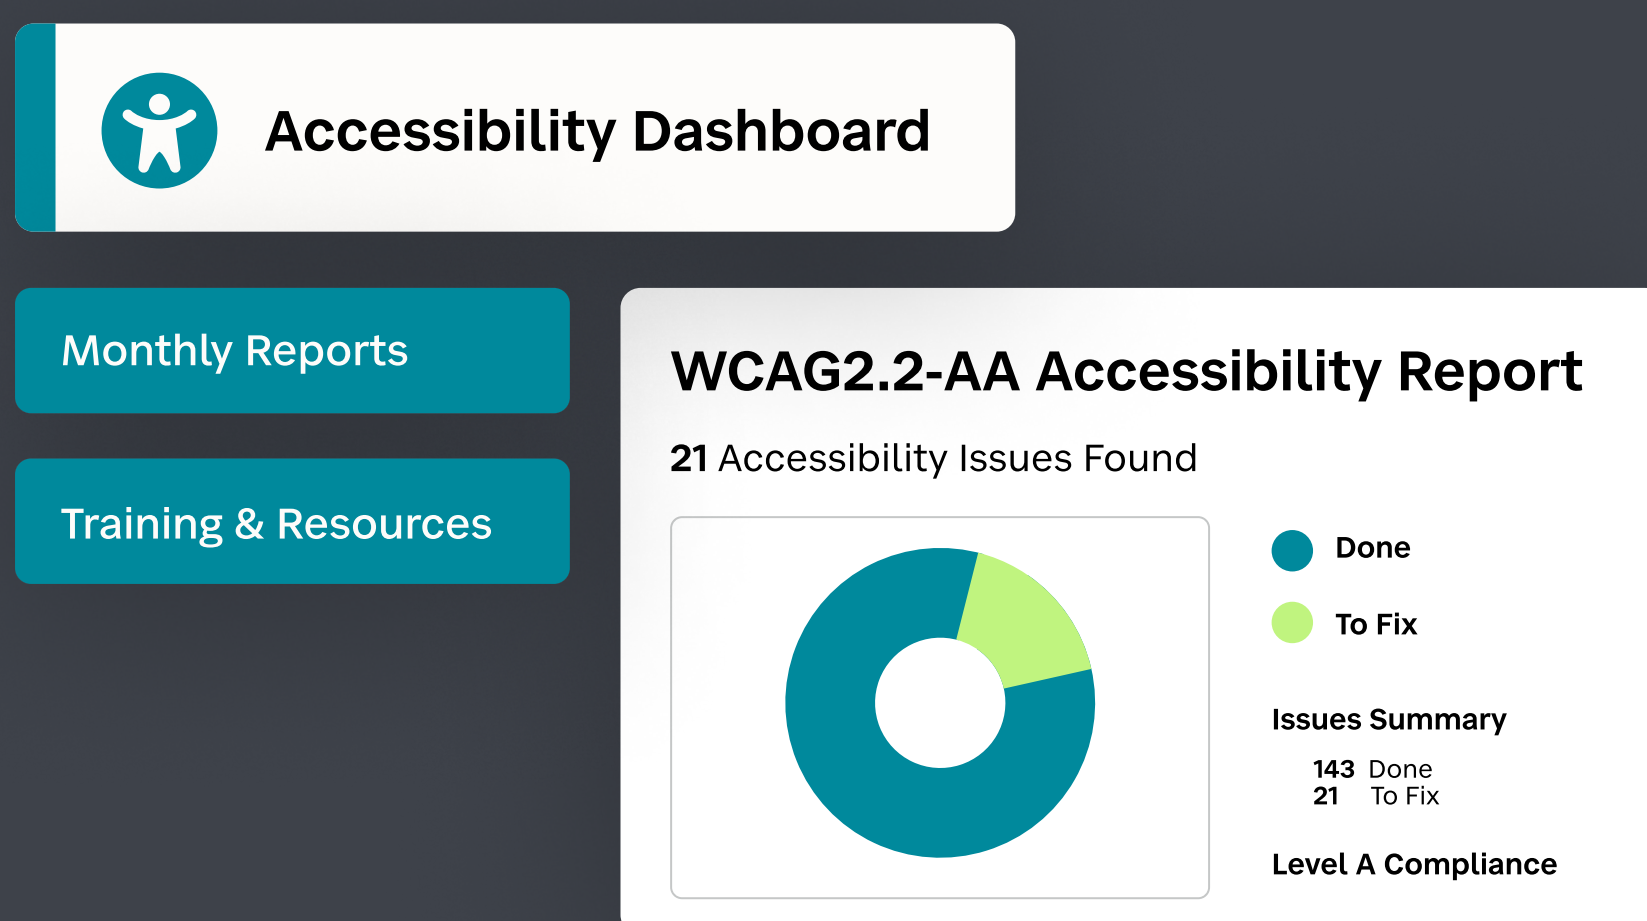 Accessibility Dashboard
Monthly Reports
Training & Resources
WCAG2.2-AA Accessibility Report
21 Accessibility Issues Found
Done
To Fix
Issues Summary
143 Done
21 To Fix
Level A Compliance